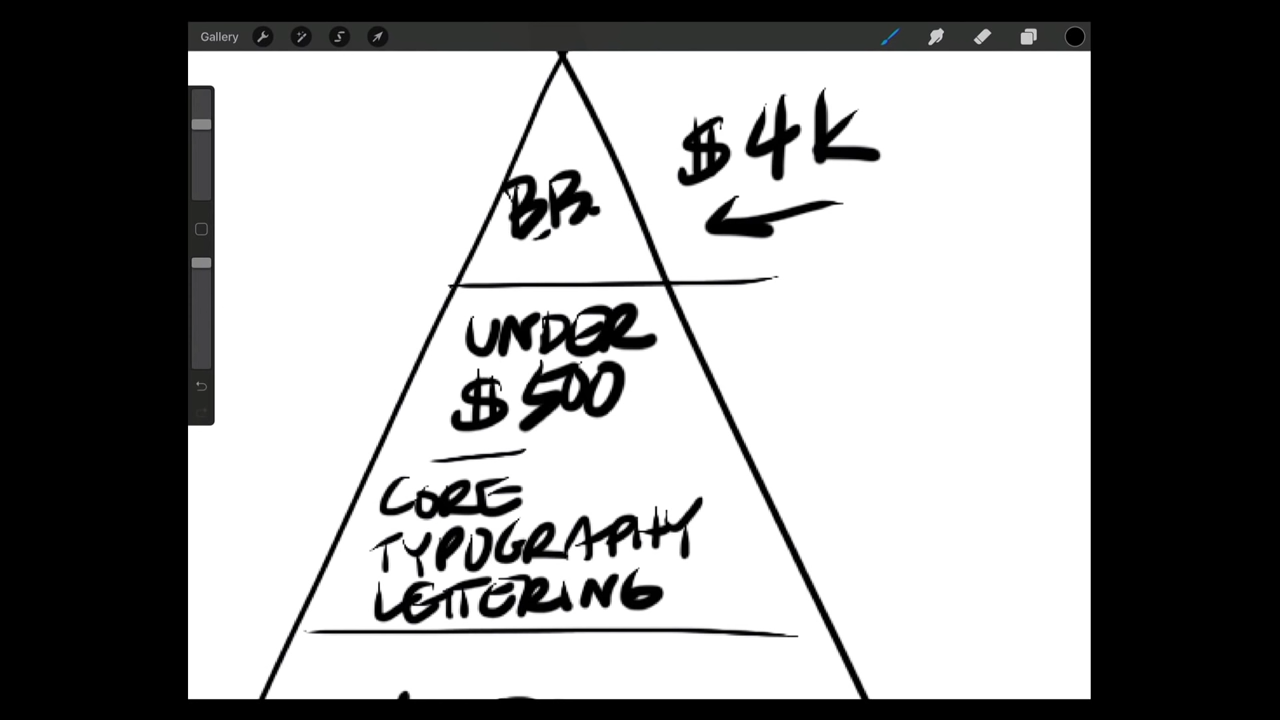 Gallery
$4K
B.B.
UNDER
$500
CORE
TYPOGRAPHY
LETTERING